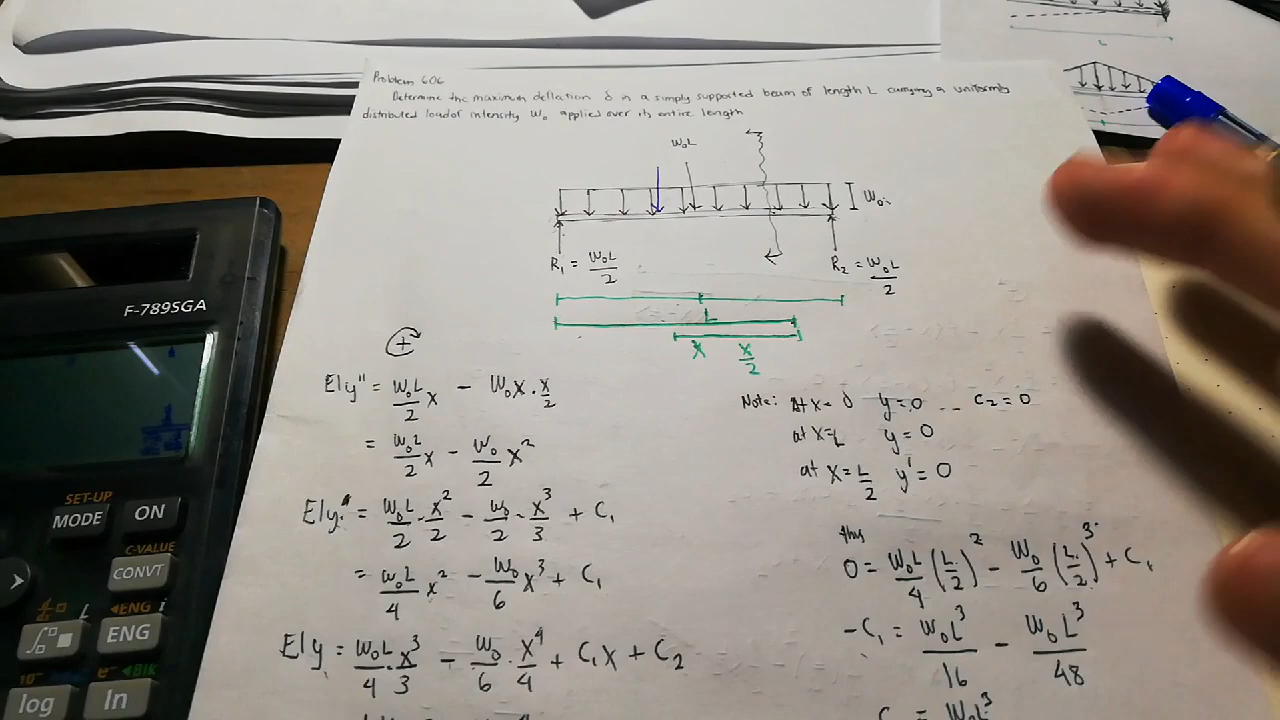 Problem 606
Determine the maximum deflection δ in a simply supported beam of length L carrying a uniformly
distributed load of intensity W₀ applied over its entire length
W₀L
W₀
R₁ = W₀L/2
R₂ = W₀L/2
L
x
x/2
+
EIy" = W₀L/2 x - W₀x · x/2
= W₀L/2 x - W₀/2 x²
= W₀L/2 · x²/2 - W₀/2 · x³/3 + C₁
= W₀L/4 x² - W₀/6 x³ + C₁
EIy = W₀L/4 · x³/3 - W₀/6 · x⁴/4 + C₁x + C₂
Note: At x = 0 y = 0 ... C₂ = 0
at x = L y = 0
at x = L/2 y' = 0
thus
0 = W₀L/4 (L/2)² - W₀/6 (L/2)³ + C₁
-C₁ = W₀L³/16 - W₀L³/48
W₀L³
L
F-789SGA
SET-UP
MODE
ON
C-VALUE
CONVT
◄ENG
ENG
log
ln